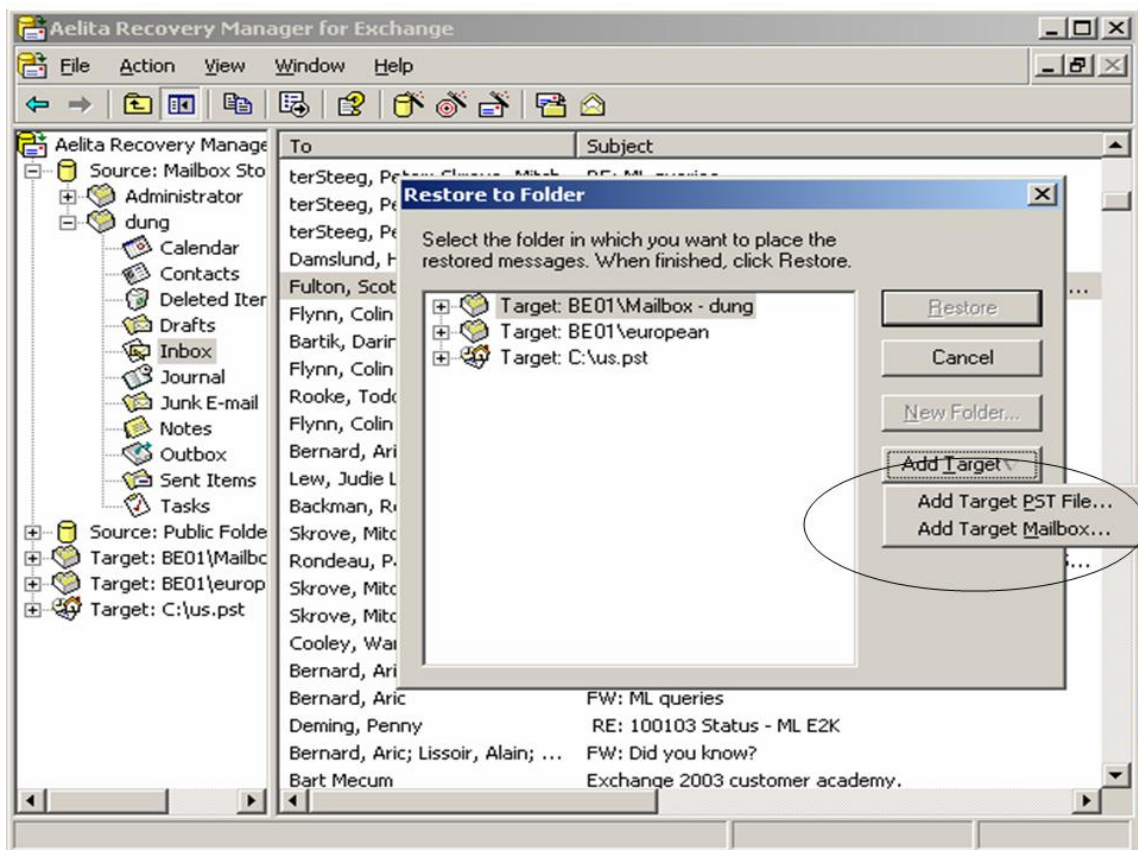 Aelita Recovery Manager for Exchange
File Action View Window Help
Aelita Recovery Manage
Source: Mailbox Sto
Administrator
dung
Calendar
Contacts
Deleted Iter
Drafts
Inbox
Journal
Junk E-mail
Notes
Outbox
Sent Items
Tasks
Source: Public Folde
Target: BE01\Mailbo
Target: BE01\europ
Target: C:\us.pst
To Subject
terSteeg,
terSteeg, Pe
terSteeg, Pe
Damslund, H
Fulton, Scot ...
Flynn, Colin
Bartik, Darir
Flynn, Colin
Rooke, Todd
Flynn, Colin
Bernard, Ari
Lew, Judie L
Backman, R
Skrove, Mitc
Rondeau, P. ...
Skrove, Mitc
Skrove, Mitc
Cooley, Wa
Bernard, Ari
Bernard, Aric FW: ML queries
Deming, Penny RE: 100103 Status - ML E2K
Bernard, Aric; Lissoir, Alain; ... FW: Did you know?
Bart Mecum Exchange 2003 customer academy.
Restore to Folder
Select the folder in which you want to place the
restored messages. When finished, click Restore.
Target: BE01\Mailbox - dung
Target: BE01\european
Target: C:\us.pst
Restore
Cancel
New Folder...
Add Target
Add Target PST File...
Add Target Mailbox...